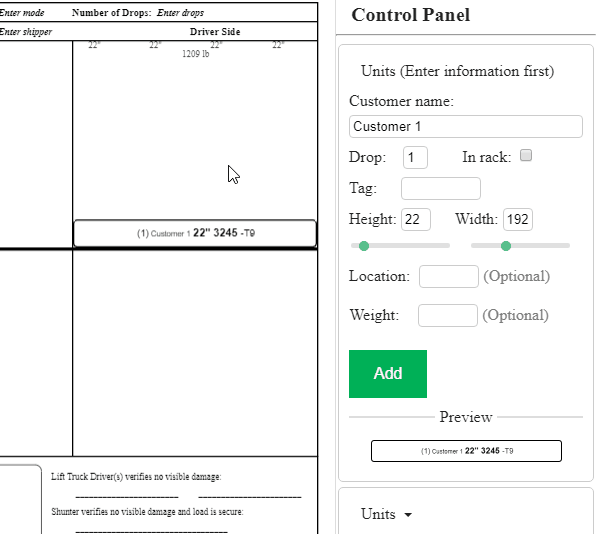 Enter mode Number of Drops: Enter drops
Enter shipper Driver Side
22" 22" 22" 22"
1209 lb
(1) Customer 1 22" 3245 -T9
Lift Truck Driver(s) verifies no visible damage:
Shunter verifies no visible damage and load is secure:
Control Panel
Units (Enter information first)
Customer name:
Customer 1
Drop: 1 In rack:
Tag:
Height: 22 Width: 192
Location: (Optional)
Weight: (Optional)
Add
Preview
(1) Customer 1 22" 3245 -T9
Units